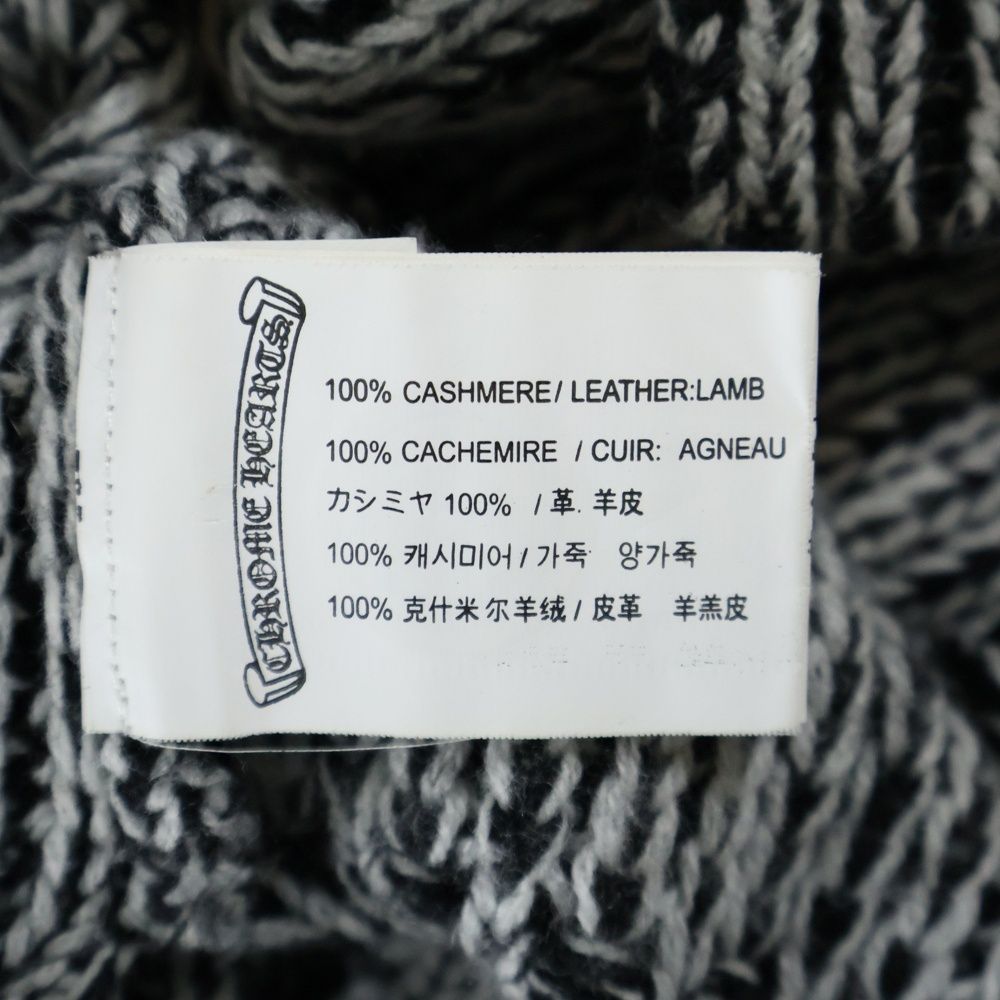 CHROME HEARTS
100% CASHMERE/ LEATHER:LAMB
100% CACHEMIRE / CUIR: AGNEAU
カシミヤ 100% / 革. 羊皮
100% 캐시미어 / 가죽 양가죽
100% 克什米尔羊绒 / 皮革 羊羔皮